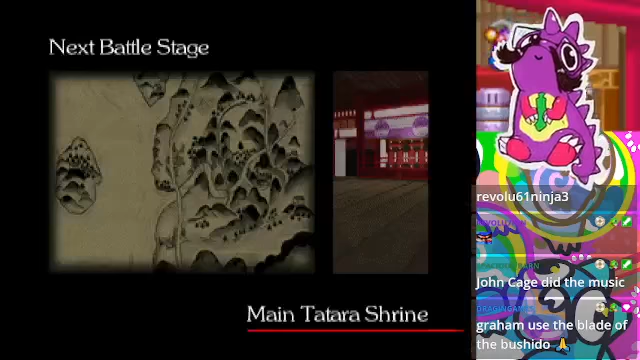 Next Battle Stage
Main Tatara Shrine
revolu61ninja3
John Cage did the music
graham use the blade of
the bushido 🙏